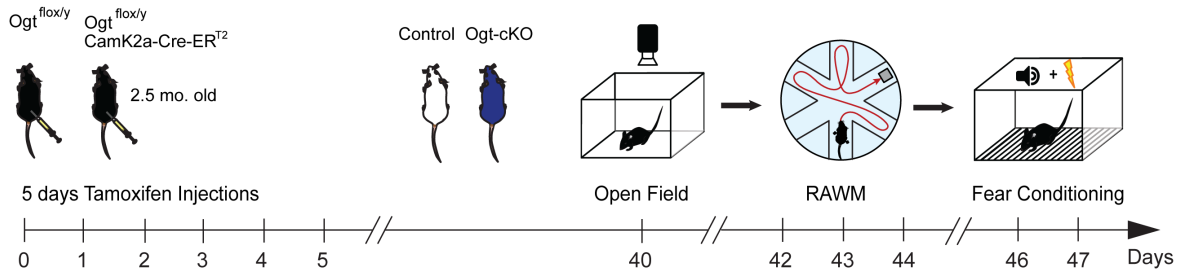 Ogt flox/y
Ogt flox/y
CamK2a-Cre-ER T2
2.5 mo. old
Control Ogt-cKO
+
5 days Tamoxifen Injections
Open Field
RAWM
Fear Conditioning
0 1 2 3 4 5 40 42 43 44 46 47 Days